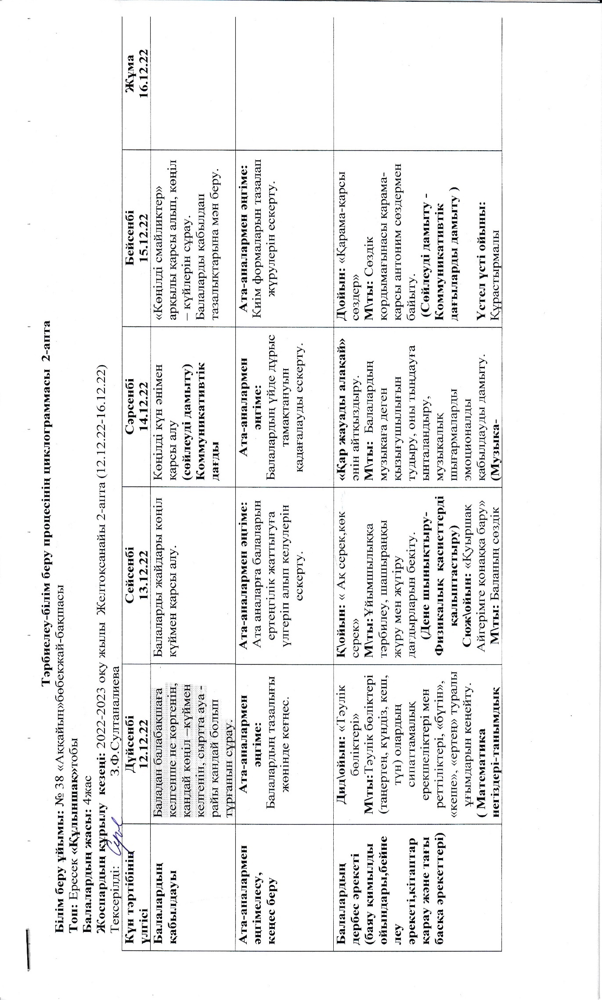 Тәрбиелеу-білім беру процесінің циклограммасы 2-апта
Білім беру ұйымы: № 38 «Аққайың»бөбекжай-бақшасы
Топ: Ересек «Құлыншақ»тобы
Балалардың жасы: 4жас
Жоспардың құрылу кезеңі: 2022-2023 оқу жылы Желтоқсанайы 2-апта (12.12.22-16.12.22)
Тексерілді: З.Ф.Султаналиева
Күн тәртібінің
үлгісі
Дүйсенбі
12.12.22
Сейсенбі
13.12.22
Сәрсенбі
14.12.22
Бейсенбі
15.12.22
Жұма
16.12.22
Балалардың
қабылдауы
Баладан балабақшаға
келгенше не көргенін,
қандай көңіл –күймен
келгенін, сыртта ауа -
райы қандай болып
тұрғанын сұрау.
Балаларды жайдары көңіл
күймен қарсы алу.
Көңілді күн әнімен
қарсы алу
(сөйлеуді дамыту)
Коммуникативтік
дағды
«Көңілді смайликтер»
арқылы қарсы алып, көңіл
– күйлерін сұрау.
Балаларды қабылдап
тазалықтарына мән беру.
Ата-аналармен
әңгімелесу,
кеңес беру
Ата-аналармен
әңгіме:
Балалардың тазалығы
жөнінде кеңнес.
Ата-аналармен әңгіме:
Ата аналарға балаларын
ертеңгілік жаттығуға
үлгеріп алып келулерін
ескерту.
Ата-аналармен
әңгіме:
Балалардың үйде дұрыс
тамақтануын
қадағалауды ескерту.
Ата-аналармен әңгіме:
Киім формаларын тазалап
жүрулерін ескерту.
Балалардың
дербес әрекеті
(баяу қимылды
ойындары,бейне
леу
әрекеті,кітаптар
қарау және тағы
басқа әрекеттері)
Дид\ойын: «Тәулік
бөліктері»
М\ты:Тәулік бөліктері
(таңертең, күндіз, кеш,
түн) олардың
сипаттамалық
ерекшеліктері мен
реттіліктері, «бүгін»,
«кеше», «ертең» туралы
ұғымдарын кеңейту.
( Математика
негіздері-танымдық
Қ\ойын: « Ақ серек,көк
серек»
М\ты: Ұйымшылыққа
тәрбилеу, шашыраңқы
жүру мен жүгіру
дағдырларын бекіту.
(Дене шынықтыру-
Физикалық қасиеттерді
қалыптастыру)
Сюж\ойын: «Қуыршақ
Айгерімге қонаққа бару»
М\ты: Баланың сөздік
«Қар жауады алақай»
әнін айтқыздыру.
М\ты: Балалардың
музыкаға деген
қызығушылығын
тудыру, оны тыңдауға
ынталандыру,
музыкалық
шығармаларды
эмоционалды
қабылдауды дамыту.
(Музыка-
Д\ойын: «Қарама-қарсы
сөздер»
М\ты: Сөздік
қордымағынасы қарама-
қарсы антоним сөздермен
байыту.
(Сөйлеуді дамыту -
Коммуникативтік
дағыларды дамыту )
Үстел үсті ойыны:
Құрастырмалы